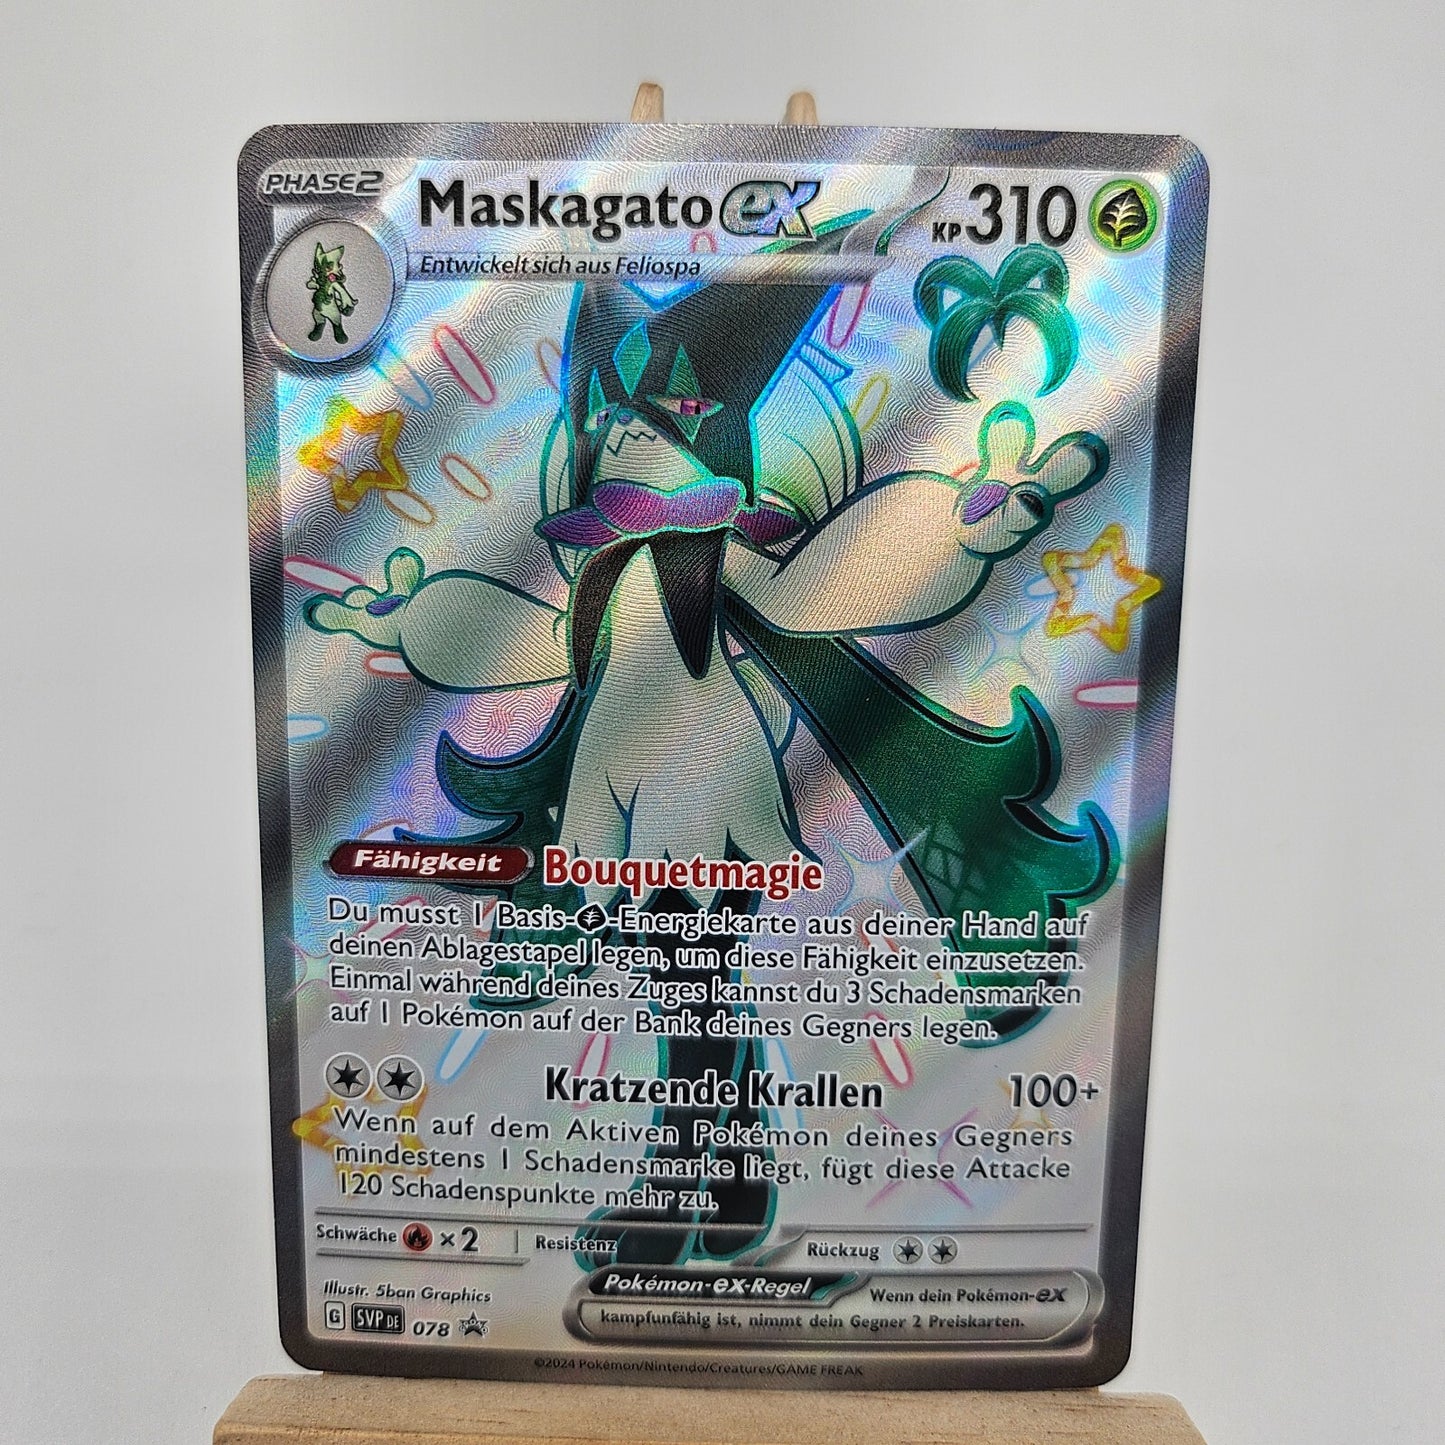 PHASE 2 Maskagato ex KP 310
Entwickelt sich aus Feliospa
Fähigkeit Bouquetmagie
Du musst 1 Basis- -Energiekarte aus deiner Hand auf
deinen Ablagestapel legen, um diese Fähigkeit einzusetzen.
Einmal während deines Zuges kannst du 3 Schadensmarken
auf 1 Pokémon auf der Bank deines Gegners legen.
Kratzende Krallen 100+
Wenn auf dem Aktiven Pokémon deines Gegners
mindestens 1 Schadensmarke liegt, fügt diese Attacke
120 Schadenspunkte mehr zu.
Schwäche ×2 Resistenz Rückzug
Illustr. 5ban Graphics
G SVP DE 078
PROMO
Pokémon-ex-Regel Wenn dein Pokémon-ex
kampfunfähig ist, nimmt dein Gegner 2 Preiskarten.
©2024 Pokémon/Nintendo/Creatures/GAME FREAK